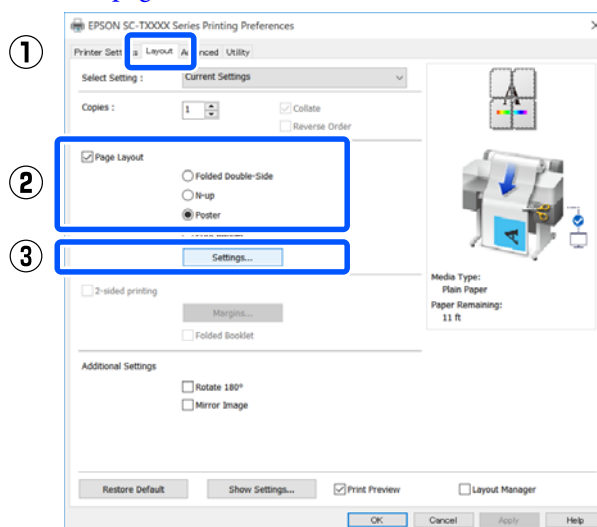 EPSON SC-TXXXX Series Printing Preferences
Layout
Utility
Select Setting :
Current Settings
Copies :
1
Collate
Reverse Order
Page Layout
Folded Double-Side
N-up
Poster
Settings...
2-sided printing
Margins...
Folded Booklet
Media Type:
Plain Paper
Paper Remaining:
11 ft
Additional Settings
Rotate 180°
Mirror Image
Restore Default
Show Settings...
Print Preview
Layout Manager
OK
Cancel
Apply
Help
1
2
3